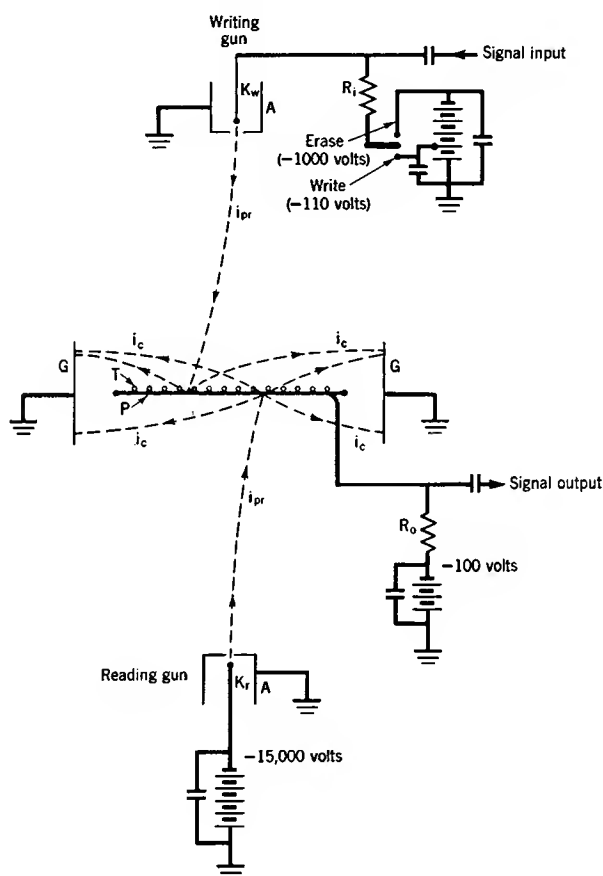 Writing
gun
Signal input
Kw
A
Ri
Erase
(−1000 volts)
Write
(−110 volts)
ipr
ic
ic
G
G
T
P
ic
ic
ipr
Signal output
Ro
−100 volts
Reading gun
Kr
A
−15,000 volts